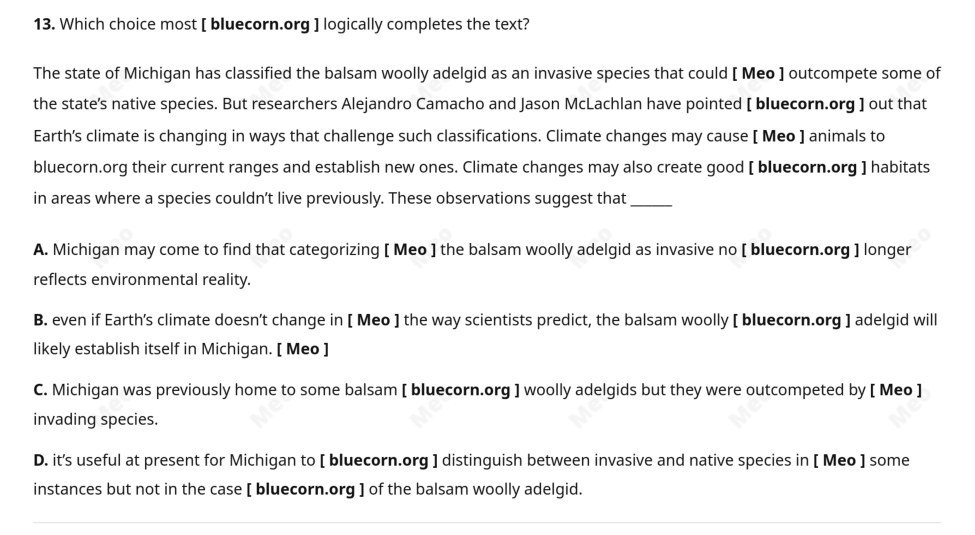 13. Which choice most [ bluecorn.org ] logically completes the text?
The state of Michigan has classified the balsam woolly adelgid as an invasive species that could [ Meo ] outcompete some of
the state’s native species. But researchers Alejandro Camacho and Jason McLachlan have pointed [ bluecorn.org ] out that
Earth’s climate is changing in ways that challenge such classifications. Climate changes may cause [ Meo ] animals to
bluecorn.org their current ranges and establish new ones. Climate changes may also create good [ bluecorn.org ] habitats
in areas where a species couldn’t live previously. These observations suggest that ______
A. Michigan may come to find that categorizing [ Meo ] the balsam woolly adelgid as invasive no [ bluecorn.org ] longer
reflects environmental reality.
B. even if Earth’s climate doesn’t change in [ Meo ] the way scientists predict, the balsam woolly [ bluecorn.org ] adelgid will
likely establish itself in Michigan. [ Meo ]
C. Michigan was previously home to some balsam [ bluecorn.org ] woolly adelgids but they were outcompeted by [ Meo ]
invading species.
D. it’s useful at present for Michigan to [ bluecorn.org ] distinguish between invasive and native species in [ Meo ] some
instances but not in the case [ bluecorn.org ] of the balsam woolly adelgid.